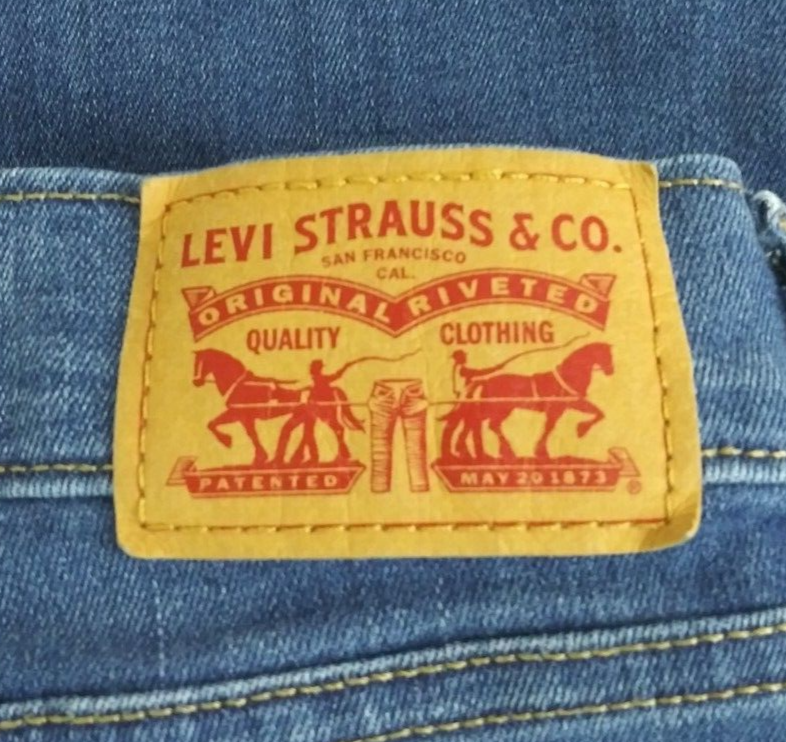 LEVI STRAUSS & CO.
SAN FRANCISCO
CAL.
ORIGINAL RIVETED
QUALITY CLOTHING
PATENTED MAY 20 1873 ®